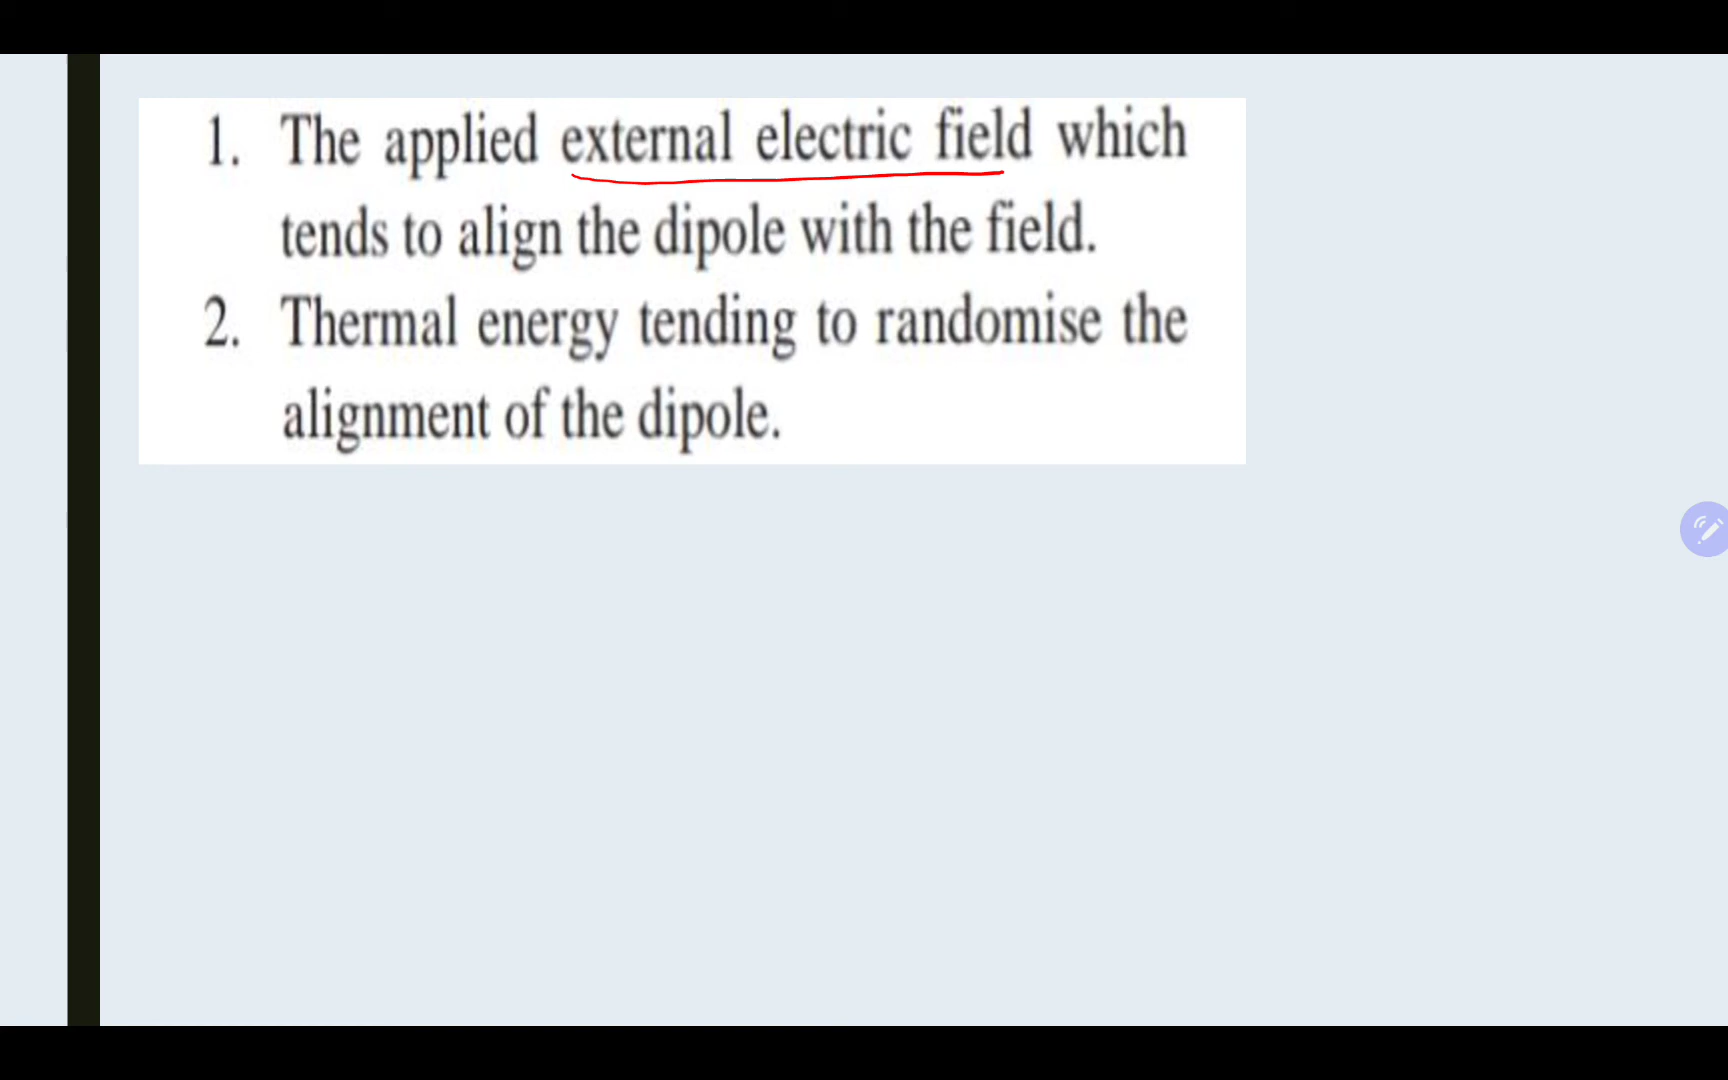 1. The applied external electric field which
tends to align the dipole with the field.
2. Thermal energy tending to randomise the
alignment of the dipole.